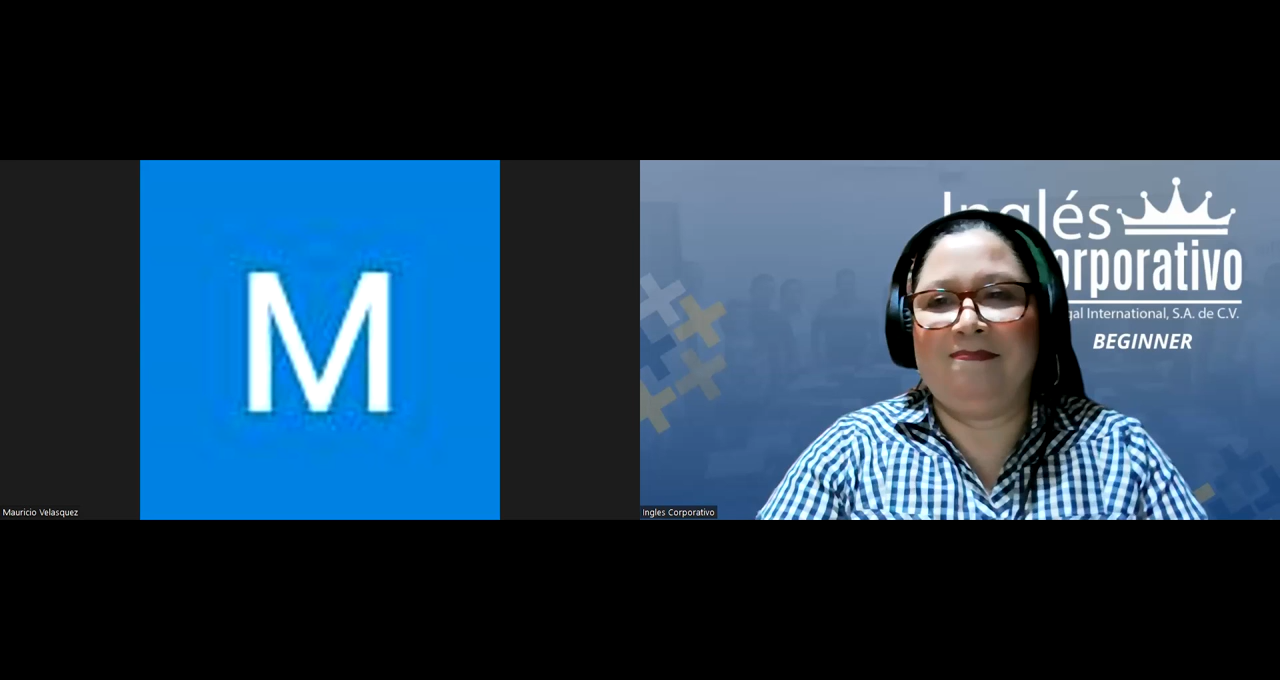 M
Mauricio Velasquez
Inglés
orporativo
gal International, S.A. de C.V.
BEGINNER
Ingles Corporativo